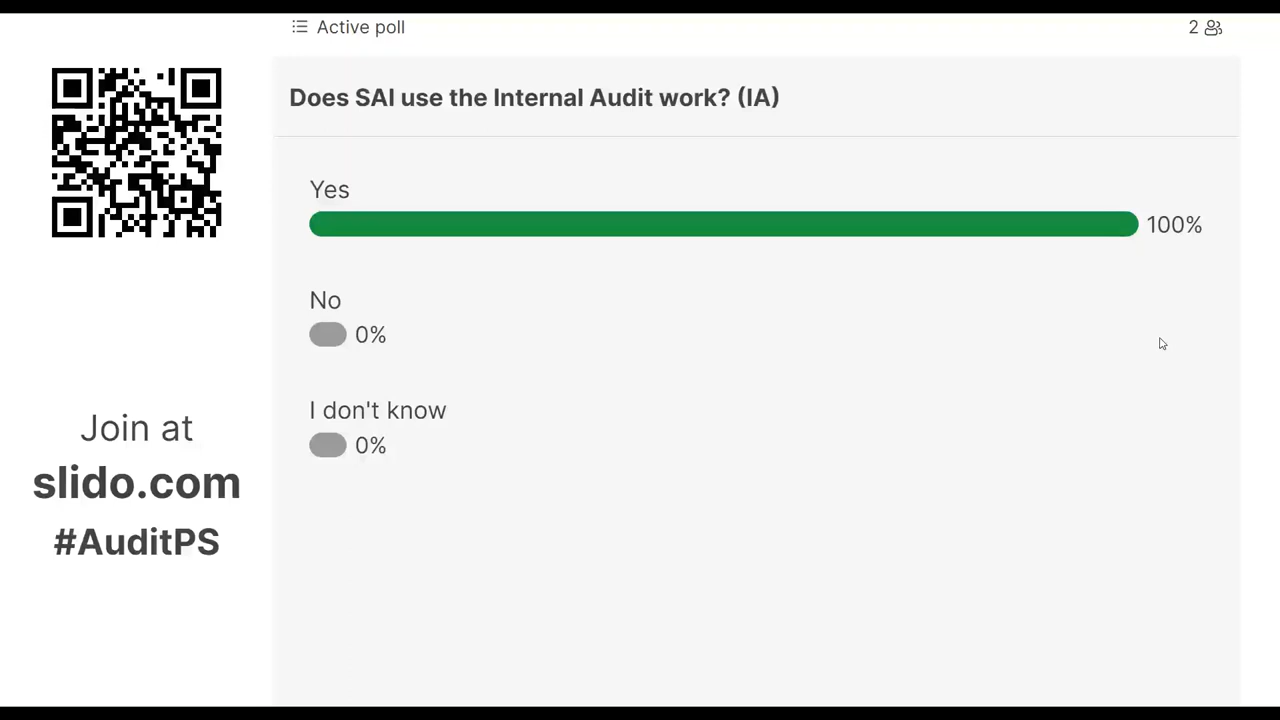 Active poll
2
Does SAI use the Internal Audit work? (IA)
Yes
100%
No
0%
I don't know
0%
Join at
slido.com
#AuditPS